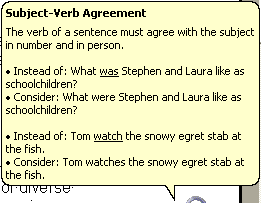 Subject-Verb Agreement
The verb of a sentence must agree with the subject
in number and in person.
• Instead of: What was Stephen and Laura like as
schoolchildren?
• Consider: What were Stephen and Laura like as
schoolchildren?
• Instead of: Tom watch the snowy egret stab at
the fish.
• Consider: Tom watches the snowy egret stab at
the fish.
or diverse